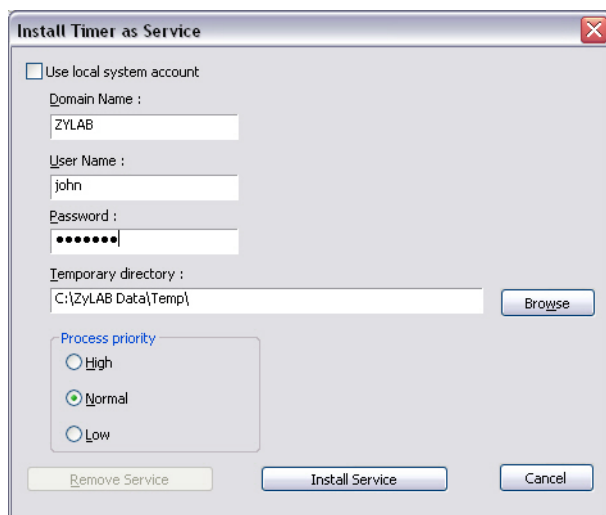 Install Timer as Service
Use local system account
Domain Name :
ZYLAB
User Name :
john
Password :
●●●●●●●
Temporary directory :
C:\ZyLAB Data\Temp\
Browse
Process priority
High
Normal
Low
Remove Service
Install Service
Cancel